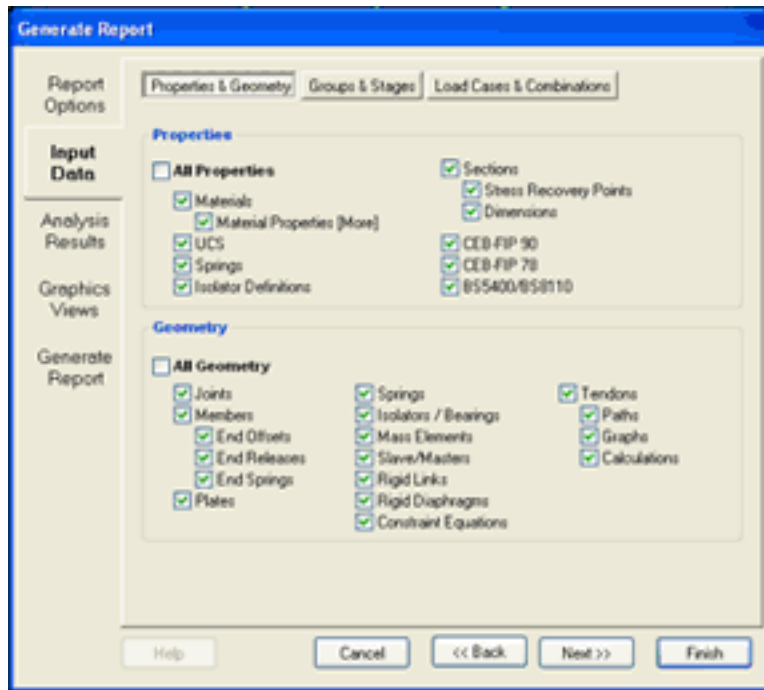 Generate Report
Report
Options
Input
Data
Analysis
Results
Graphics
Views
Generate
Report
Properties & Geometry
Groups & Stages
Load Cases & Combinations
Properties
All Properties
Materials
Material Properties [More]
UCS
Springs
Isolator Definitions
Sections
Stress Recovery Points
Dimensions
CEB-FIP 90
CEB-FIP 78
BS5400/BS8110
Geometry
All Geometry
Joints
Members
End Offsets
End Releases
End Springs
Plates
Springs
Isolators / Bearings
Mass Elements
Slave/Masters
Rigid Links
Rigid Diaphragms
Constraint Equations
Tendons
Paths
Graphs
Calculations
Help
Cancel
<< Back
Next >>
Finish